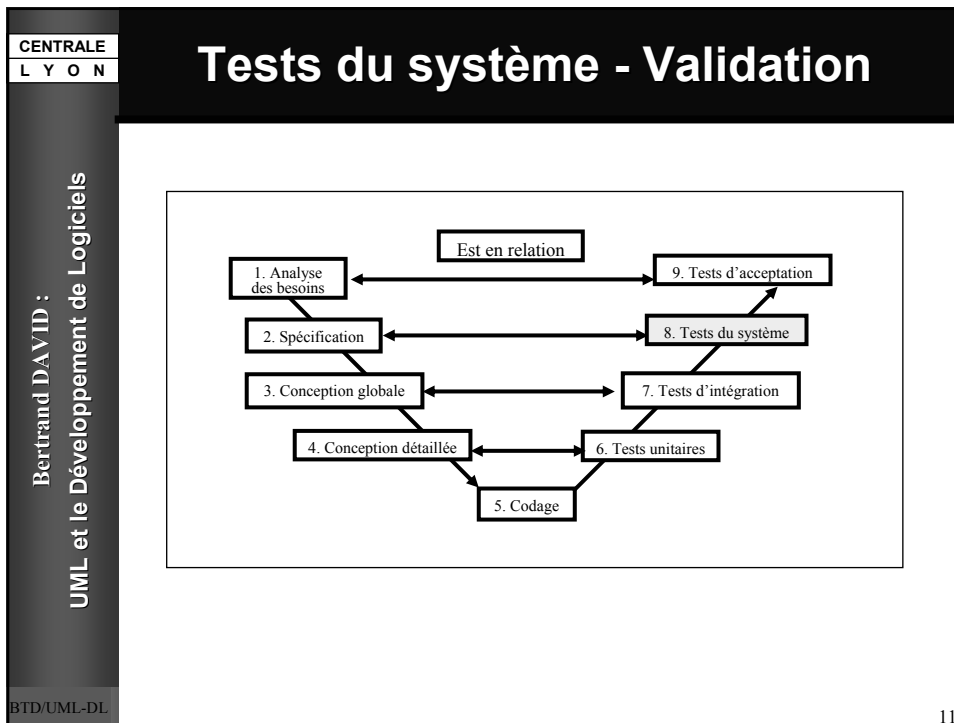 CENTRALE
L Y O N
Tests du système - Validation
Bertrand DAVID :
UML et le Développement de Logiciels
Est en relation
1. Analyse
des besoins
9. Tests d'acceptation
2. Spécification
8. Tests du système
3. Conception globale
7. Tests d'intégration
4. Conception détaillée
6. Tests unitaires
5. Codage
BTD/UML-DL
11